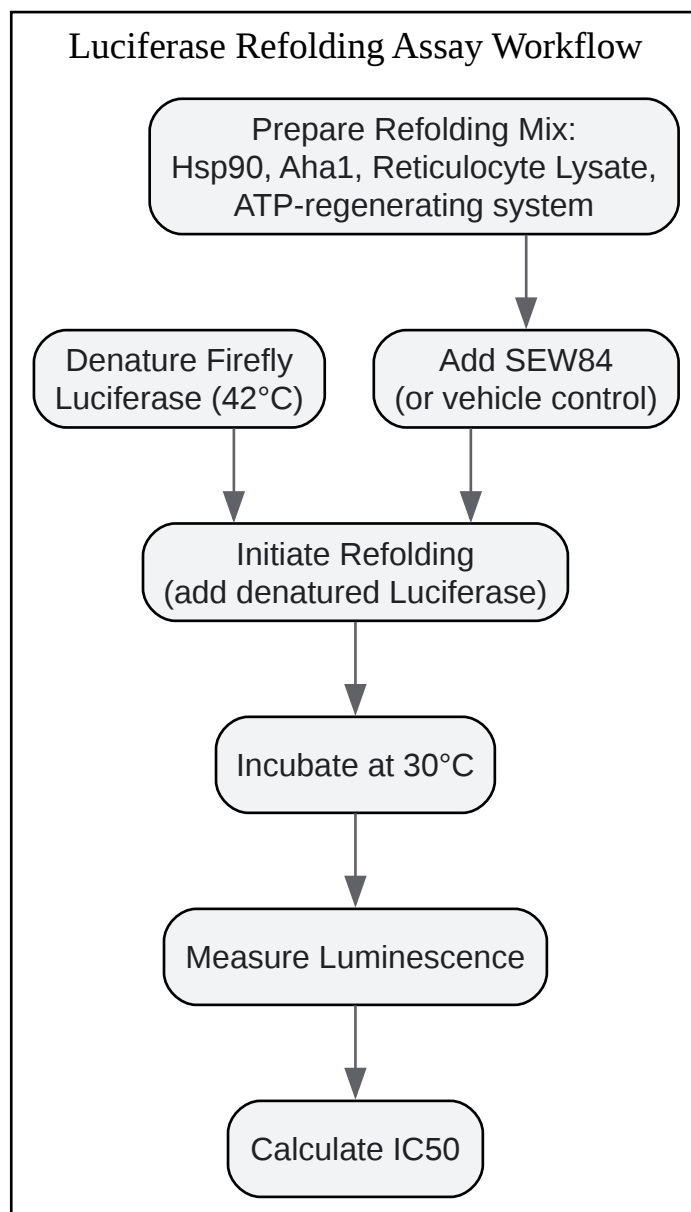 Luciferase Refolding Assay Workflow
Prepare Refolding Mix:
Hsp90, Aha1, Reticulocyte Lysate,
ATP-regenerating system
Denature Firefly
Luciferase (42°C)
Add SEW84
(or vehicle control)
Initiate Refolding
(add denatured Luciferase)
Incubate at 30°C
Measure Luminescence
Calculate IC50